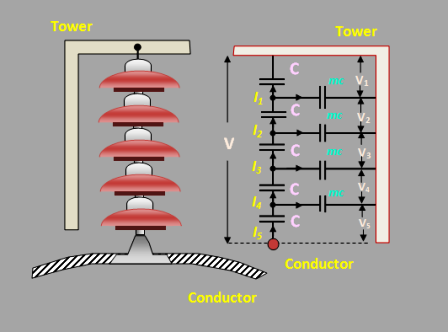 Tower
Tower
C
mc
V₁
I₁
C
mc
V₂
I₂
V
C
mc
V₃
I₃
C
mc
V₄
I₄
C
V₅
I₅
Conductor
Conductor